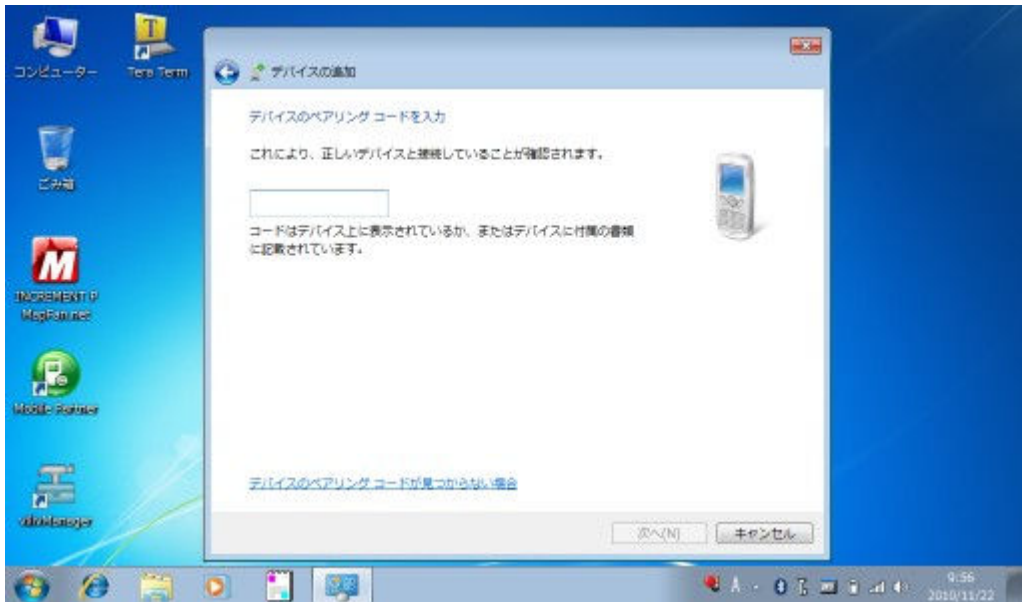 コンピューター
Tera Term
ごみ箱
INCREMENT P
MapFan.net
Mobile Partner
デバイスの追加
デバイスのペアリング コードを入力
これにより、正しいデバイスと接続していることが確認されます。
コードはデバイス上に表示されているか、またはデバイスに付属の書類
に記載されています。
デバイスのペアリング コードが見つからない場合
次へ(N)
キャンセル
A
9:56
2010/11/22